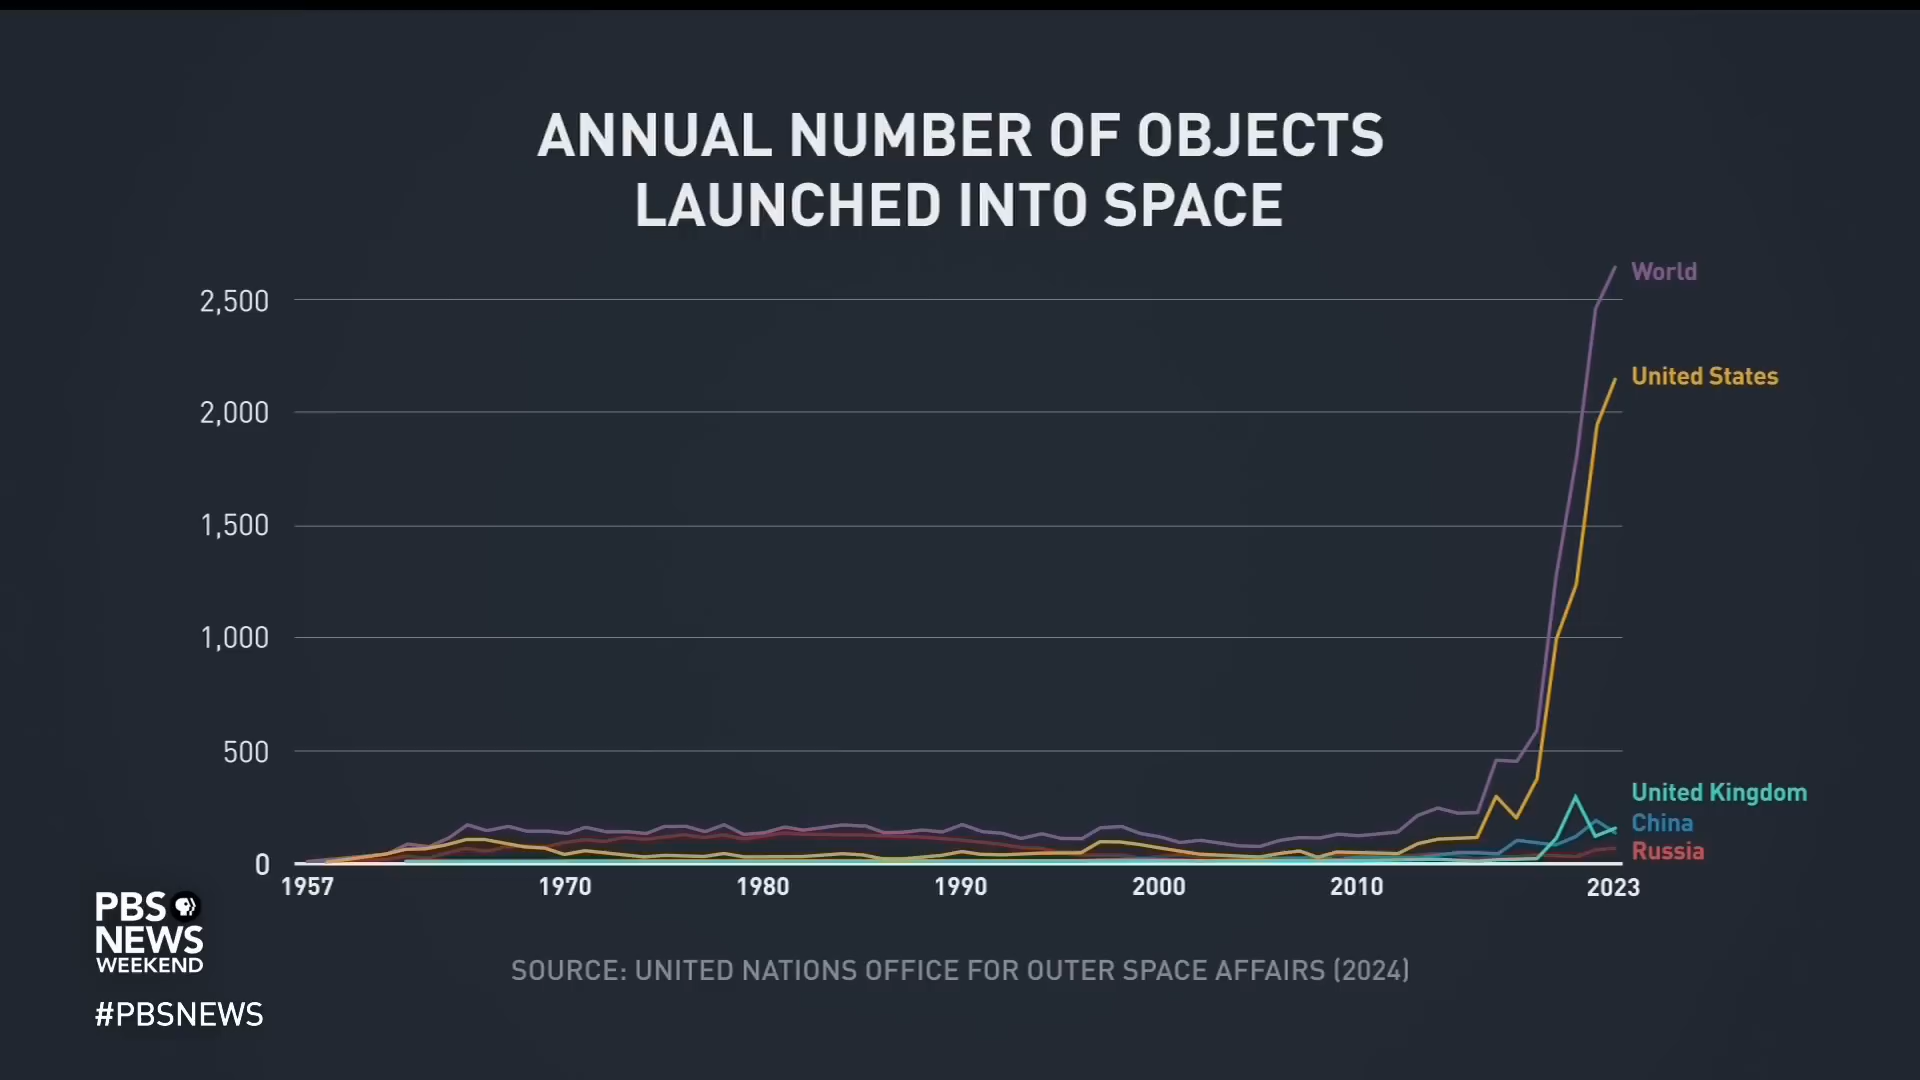 ANNUAL NUMBER OF OBJECTS
LAUNCHED INTO SPACE
World
2,500
United States
2,000
1,500
1,000
500
United Kingdom
China
Russia
0
1957 1970 1980 1990 2000 2010 2023
PBS
NEWS
WEEKEND
SOURCE: UNITED NATIONS OFFICE FOR OUTER SPACE AFFAIRS (2024)
#PBSNEWS